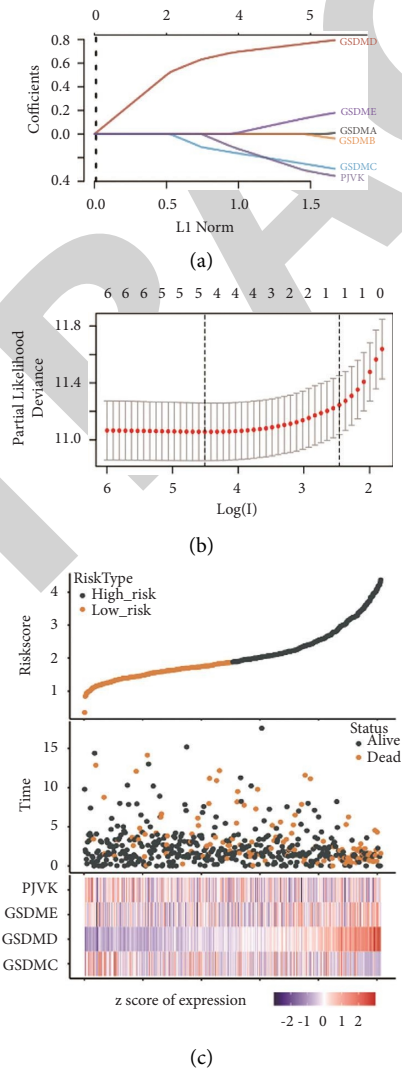 0 2 4 5
0.8
0.6
0.4
0.2
0.0
0.4
Cofficients
GSDMD
GSDME
GSDMA
GSDMB
GSDMC
PJVK
0.0 0.5 1.0 1.5
L1 Norm
(a)
6 6 6 6 5 5 5 5 4 4 4 4 3 2 2 1 1 1 0
11.8
11.4
11.0
Partial Likelihood
Deviance
6 5 4 3 2
Log(I)
(b)
RiskType
High_risk
Low_risk
4
3
2
1
Riskscore
Status
Alive
Dead
15
10
5
0
Time
PJVK
GSDME
GSDMD
GSDMC
z score of expression
-2 -1 0 1 2
(c)